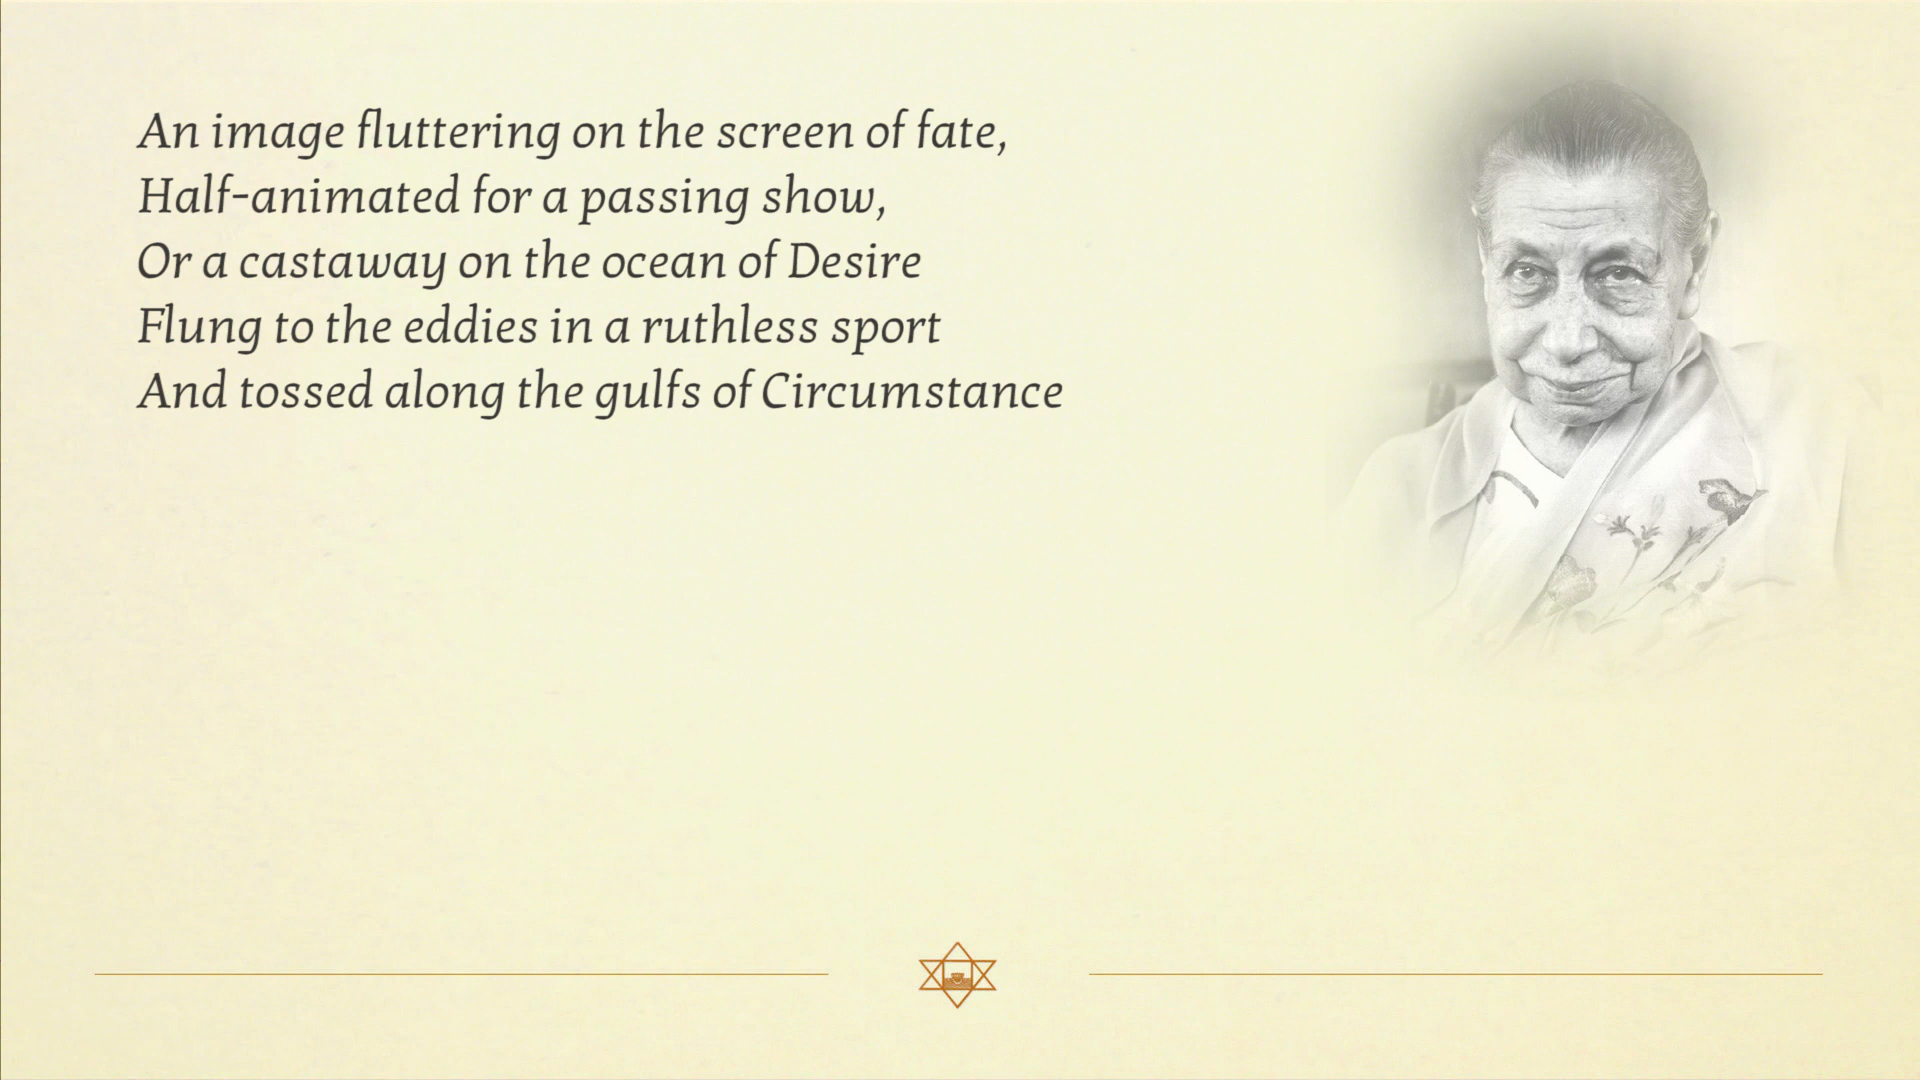 An image fluttering on the screen of fate,
Half-animated for a passing show,
Or a castaway on the ocean of Desire
Flung to the eddies in a ruthless sport
And tossed along the gulfs of Circumstance